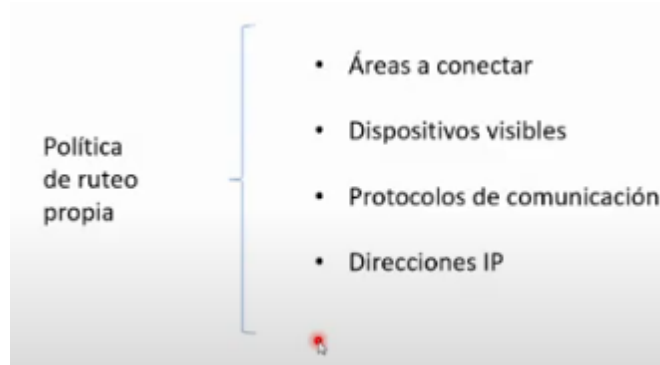 Política
de ruteo
propia
• Áreas a conectar
• Dispositivos visibles
• Protocolos de comunicación
• Direcciones IP